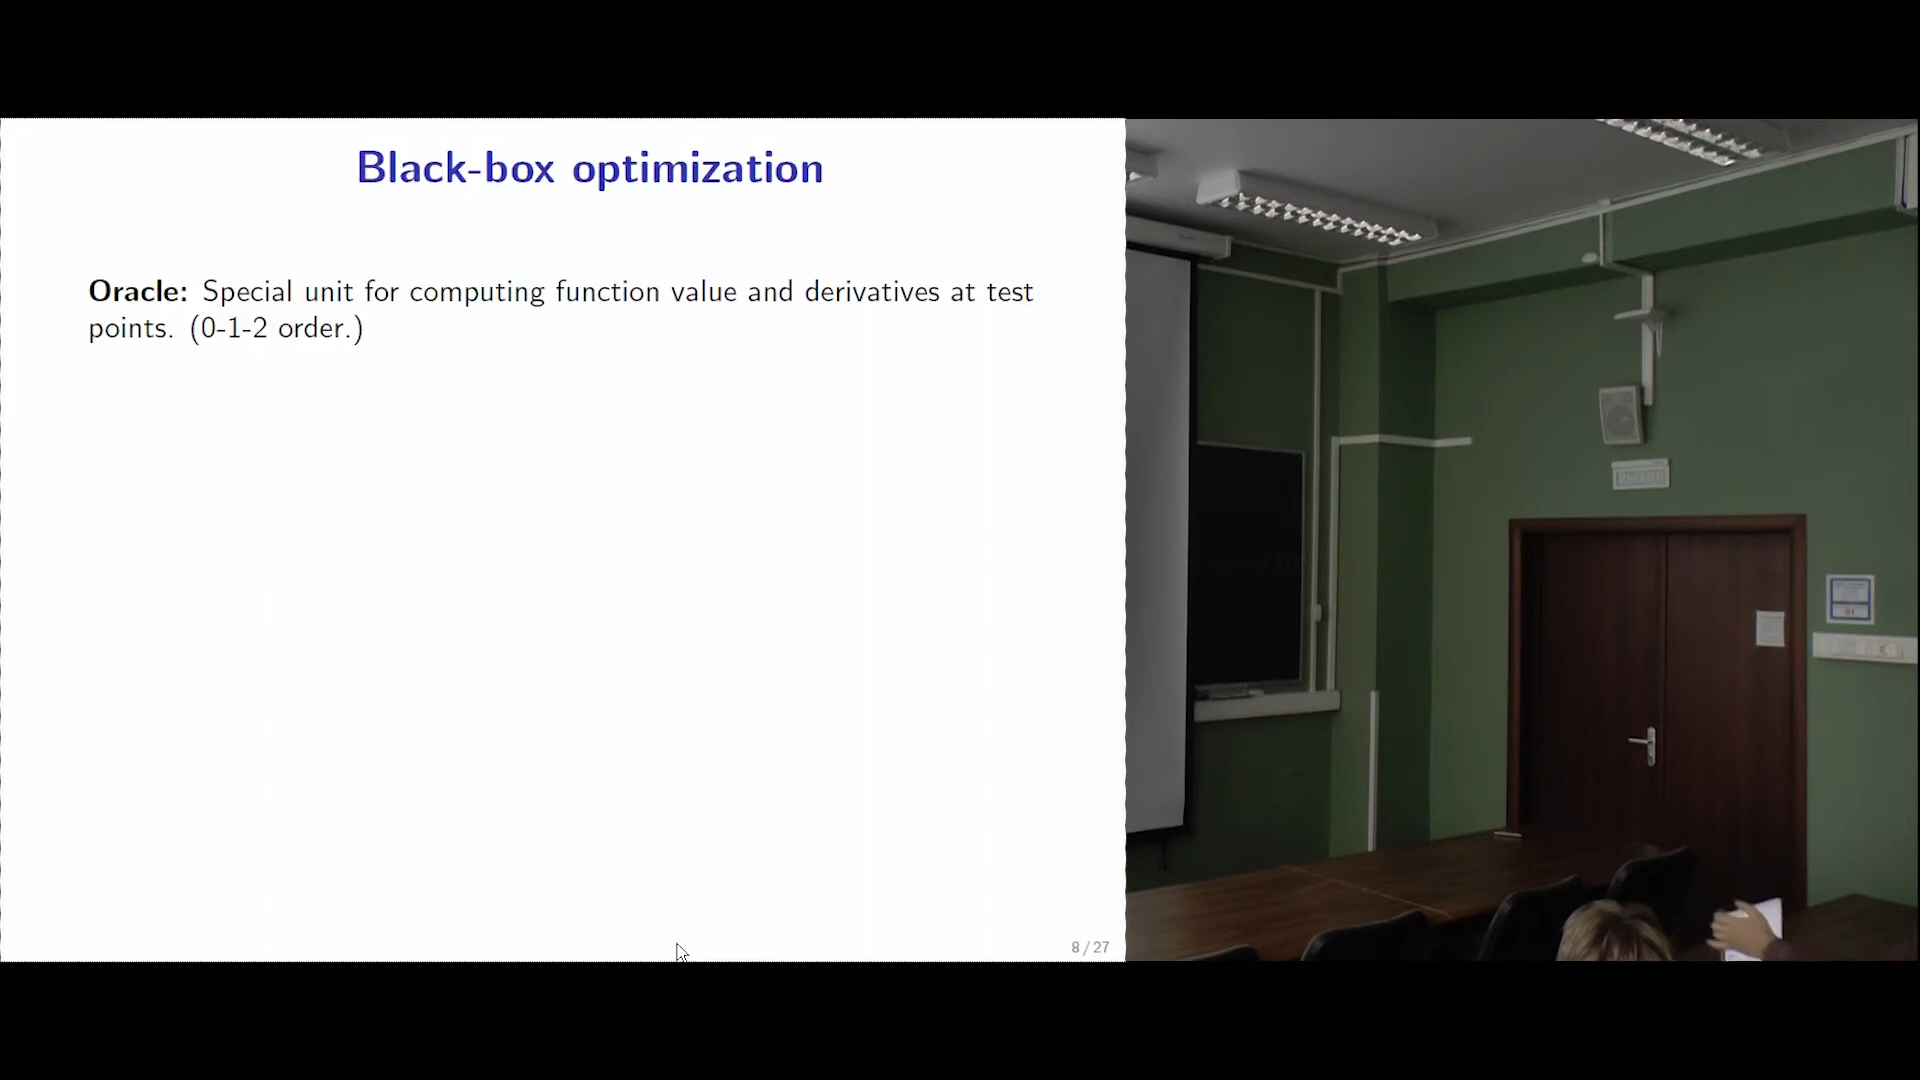 Black-box optimization
Oracle: Special unit for computing function value and derivatives at test
points. (0-1-2 order.)
8 / 27